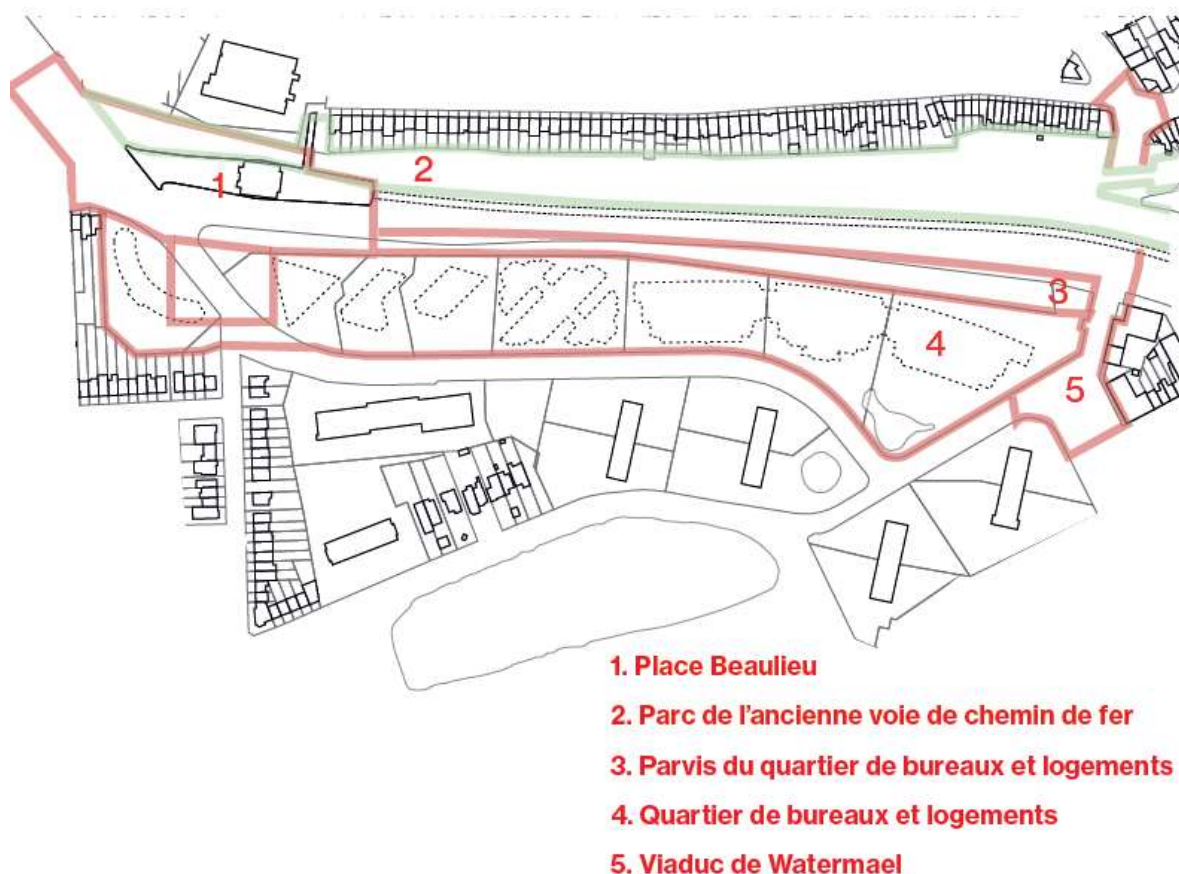 2
1
3
4
5
1. Place Beaulieu
2. Parc de l'ancienne voie de chemin de fer
3. Parvis du quartier de bureaux et logements
4. Quartier de bureaux et logements
5. Viaduc de Watermael